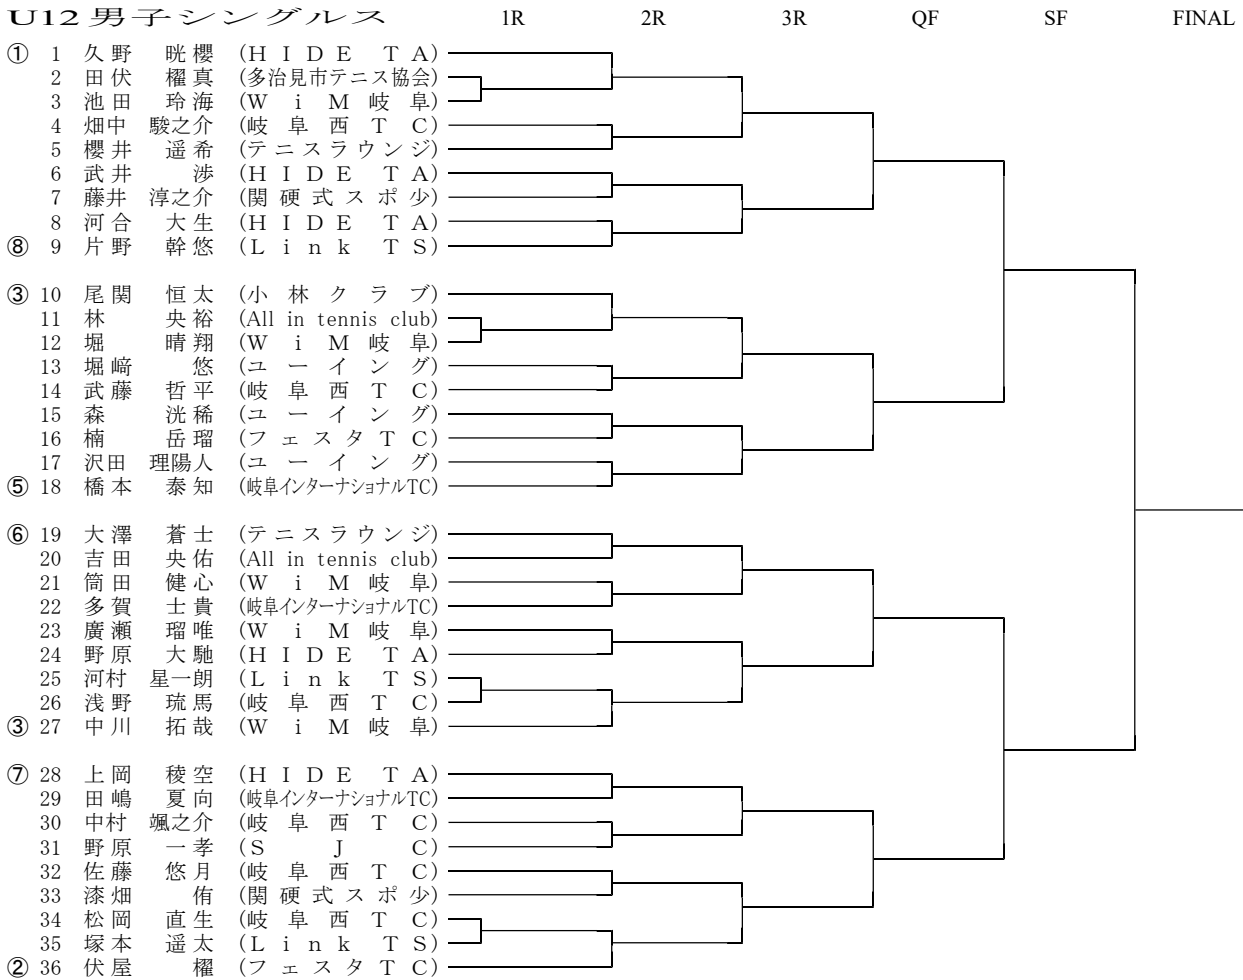 U12 男子シングルス 1R 2R 3R QF SF FINAL
① 1 久野 晄櫻 (HIDE TA)
2 田伏 櫂真 (多治見市テニス協会)
3 池田 玲海 (WiM岐阜)
4 畑中 駿之介 (岐阜西TC)
5 櫻井 遥希 (テニスラウンジ)
6 武井 渉 (HIDE TA)
7 藤井 淳之介 (関硬式スポ少)
8 河合 大生 (HIDE TA)
⑧ 9 片野 幹悠 (Link TS)
③ 10 尾関 恒太 (小林クラブ)
11 林 央裕 (All in tennis club)
12 堀 晴翔 (WiM岐阜)
13 堀﨑 悠 (ユーイング)
14 武藤 哲平 (岐阜西TC)
15 森 洸稀 (ユーイング)
16 楠 岳瑠 (フェスタTC)
17 沢田 理陽人 (ユーイング)
⑤ 18 橋本 泰知 (岐阜インターナショナルTC)
⑥ 19 大澤 蒼士 (テニスラウンジ)
20 吉田 央佑 (All in tennis club)
21 筒田 健心 (WiM岐阜)
22 多賀 士貴 (岐阜インターナショナルTC)
23 廣瀬 瑠唯 (WiM岐阜)
24 野原 大馳 (HIDE TA)
25 河村 星一朗 (Link TS)
26 浅野 琉馬 (岐阜西TC)
③ 27 中川 拓哉 (WiM岐阜)
⑦ 28 上岡 稜空 (HIDE TA)
29 田嶋 夏向 (岐阜インターナショナルTC)
30 中村 颯之介 (岐阜西TC)
31 野原 一孝 (SJC)
32 佐藤 悠月 (岐阜西TC)
33 漆畑 侑 (関硬式スポ少)
34 松岡 直生 (岐阜西TC)
35 塚本 遥太 (Link TS)
② 36 伏屋 櫂 (フェスタTC)